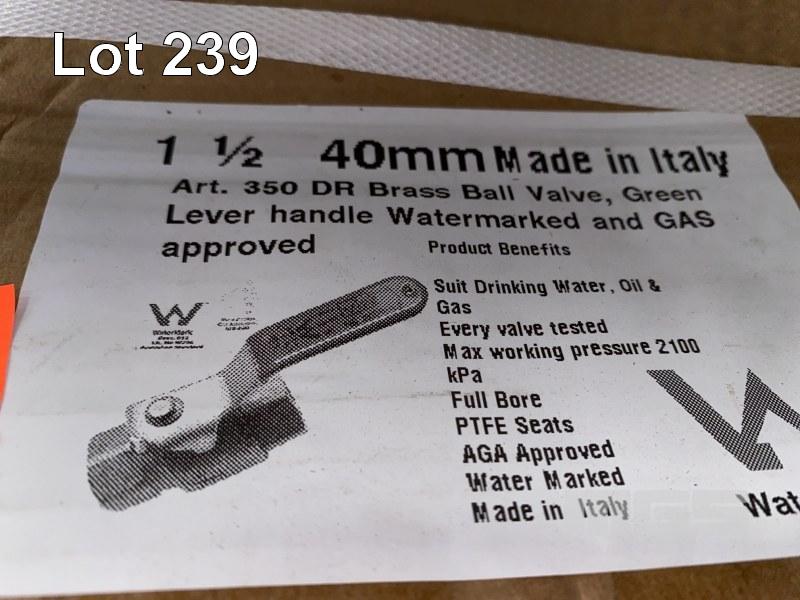 Lot 239
1 ½ 40mm Made in Italy
Art. 350 DR Brass Ball Valve, Green
Lever handle Watermarked and GAS
approved
Product Benefits
Suit Drinking Water, Oil &
Gas
Every valve tested
Max working pressure 2100
kPa
Full Bore
PTFE Seats
AGA Approved
Water Marked
Made in Italy
W
WaterMark
W
Wat